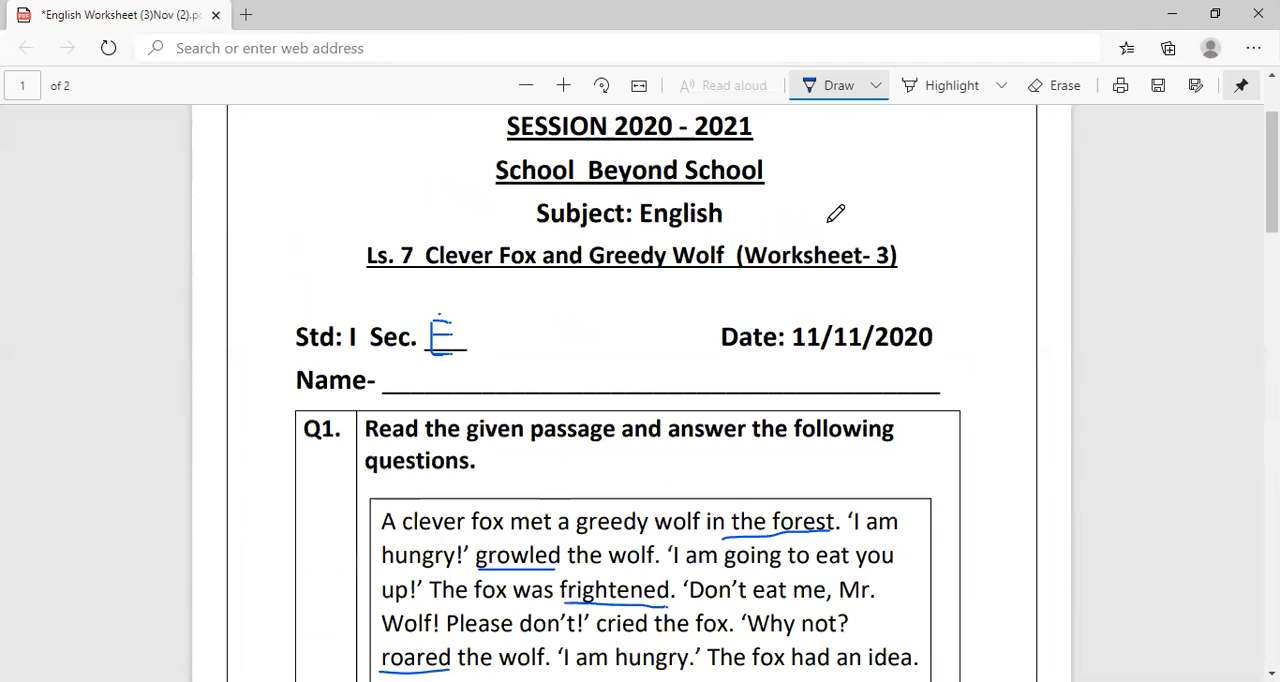 *English Worksheet (3)Nov (2).pc
Search or enter web address
1 of 2 Read aloud Draw Highlight Erase
SESSION 2020 - 2021
School Beyond School
Subject: English
Ls. 7 Clever Fox and Greedy Wolf (Worksheet- 3)
Std: I Sec. E Date: 11/11/2020
Name- ___________________________________________
Q1. Read the given passage and answer the following
questions.
A clever fox met a greedy wolf in the forest. ‘I am
hungry!’ growled the wolf. ‘I am going to eat you
up!’ The fox was frightened. ‘Don’t eat me, Mr.
Wolf! Please don’t!’ cried the fox. ‘Why not?
roared the wolf. ‘I am hungry.’ The fox had an idea.